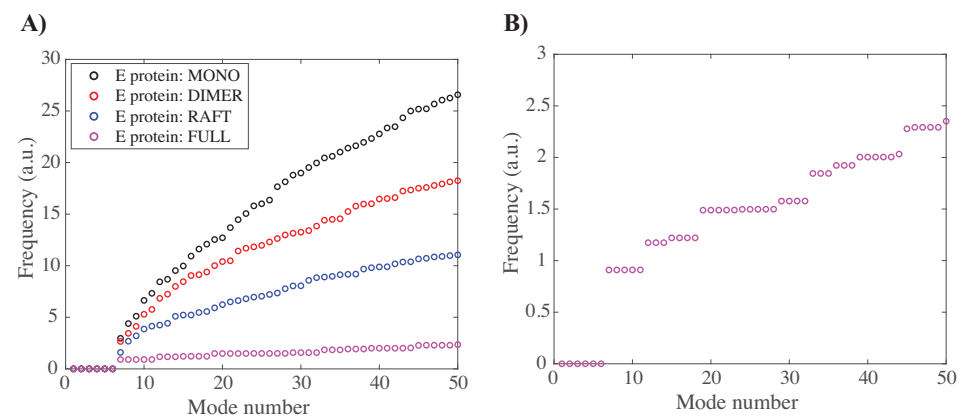 A)
30
25
20
15
10
5
0
Frequency (a.u.)
E protein: MONO
E protein: DIMER
E protein: RAFT
E protein: FULL
0 10 20 30 40 50
Mode number
B)
3
2.5
2
1.5
1
0.5
0
Frequency (a.u.)
0 10 20 30 40 50
Mode number